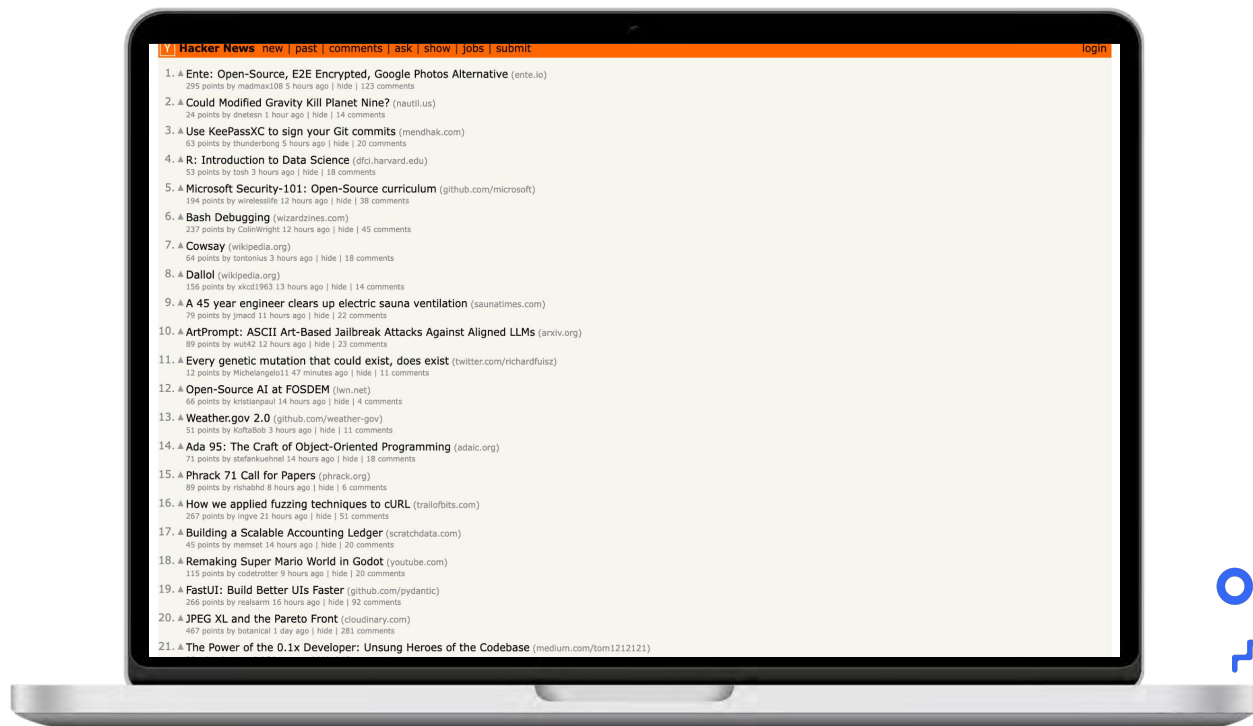 Y Hacker News new | past | comments | ask | show | jobs | submit login
1. ▲ Ente: Open-Source, E2E Encrypted, Google Photos Alternative (ente.io)
295 points by madmax108 5 hours ago | hide | 123 comments
2. ▲ Could Modified Gravity Kill Planet Nine? (nautil.us)
24 points by dnetesn 1 hour ago | hide | 14 comments
3. ▲ Use KeePassXC to sign your Git commits (mendhak.com)
63 points by thunderbong 5 hours ago | hide | 20 comments
4. ▲ R: Introduction to Data Science (dfci.harvard.edu)
53 points by tosh 3 hours ago | hide | 18 comments
5. ▲ Microsoft Security-101: Open-Source curriculum (github.com/microsoft)
194 points by wirelesslife 12 hours ago | hide | 38 comments
6. ▲ Bash Debugging (wizardzines.com)
237 points by ColinWright 12 hours ago | hide | 45 comments
7. ▲ Cowsay (wikipedia.org)
64 points by tontonius 3 hours ago | hide | 18 comments
8. ▲ Dallol (wikipedia.org)
156 points by xkcd1963 13 hours ago | hide | 14 comments
9. ▲ A 45 year engineer clears up electric sauna ventilation (saunatimes.com)
79 points by jmacd 11 hours ago | hide | 22 comments
10. ▲ ArtPrompt: ASCII Art-Based Jailbreak Attacks Against Aligned LLMs (arxiv.org)
89 points by wut42 12 hours ago | hide | 23 comments
11. ▲ Every genetic mutation that could exist, does exist (twitter.com/richardfuisz)
12 points by Michelangelo11 47 minutes ago | hide | 11 comments
12. ▲ Open-Source AI at FOSDEM (lwn.net)
66 points by kristianpaul 14 hours ago | hide | 4 comments
13. ▲ Weather.gov 2.0 (github.com/weather-gov)
51 points by KoftaBob 3 hours ago | hide | 11 comments
14. ▲ Ada 95: The Craft of Object-Oriented Programming (adaic.org)
71 points by stefankuehnel 14 hours ago | hide | 18 comments
15. ▲ Phrack 71 Call for Papers (phrack.org)
89 points by rishabhd 8 hours ago | hide | 6 comments
16. ▲ How we applied fuzzing techniques to cURL (trailofbits.com)
267 points by ingve 21 hours ago | hide | 51 comments
17. ▲ Building a Scalable Accounting Ledger (scratchdata.com)
45 points by memset 14 hours ago | hide | 20 comments
18. ▲ Remaking Super Mario World in Godot (youtube.com)
115 points by codetrotter 9 hours ago | hide | 20 comments
19. ▲ FastUI: Build Better UIs Faster (github.com/pydantic)
266 points by realsarm 16 hours ago | hide | 92 comments
20. ▲ JPEG XL and the Pareto Front (cloudinary.com)
467 points by botanical 1 day ago | hide | 281 comments
21. ▲ The Power of the 0.1x Developer: Unsung Heroes of the Codebase (medium.com/tom1212121)